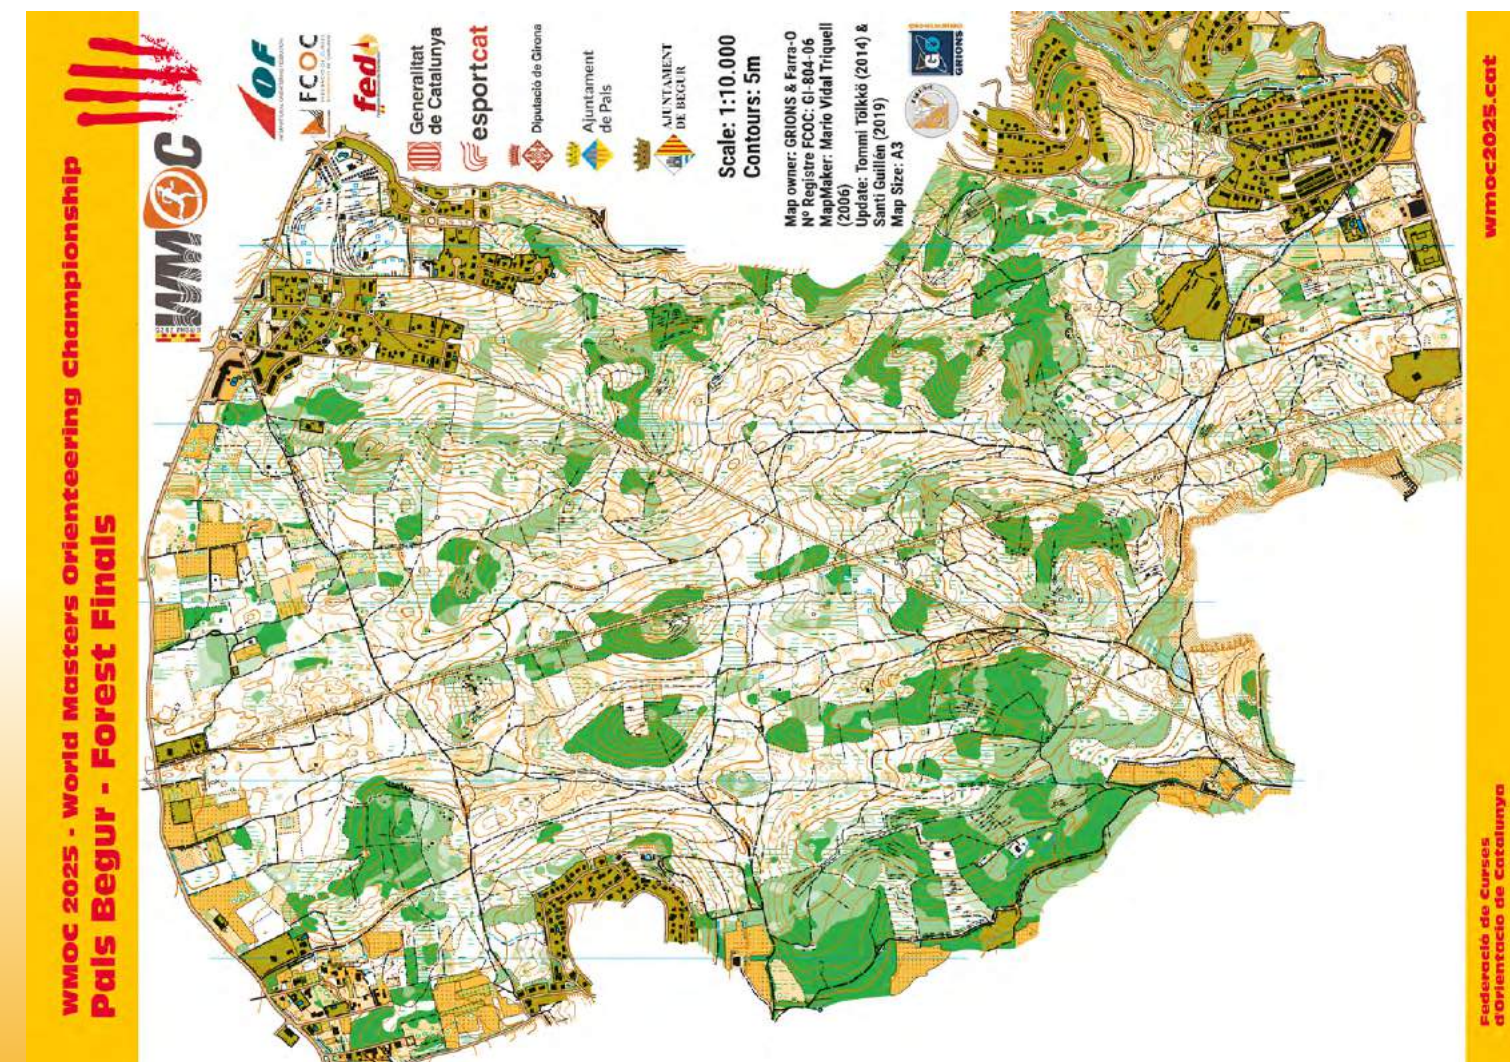 WMOC 2025 - World Masters Orienteering Championship
Pals Begur - Forest Finals
WMOC
IOF
FCOC
fed
Generalitat
de Catalunya
esportcat
Diputació de Girona
Ajuntament
de Pals
AJUNTAMENT
DE BEGUR
Scale: 1:10.000
Contours: 5m
Map owner: GRIONS & Farra-O
Nº Registre FCOC: GI-804-06
MapMaker: Mario Vidal Triquell
(2006)
Update: Tommi Tölkkö (2014) &
Santi Guillén (2019)
Map Size: A3
GRIONS
wmoc2025.cat
Federació de Curses
d'Orientacio de Catalunya